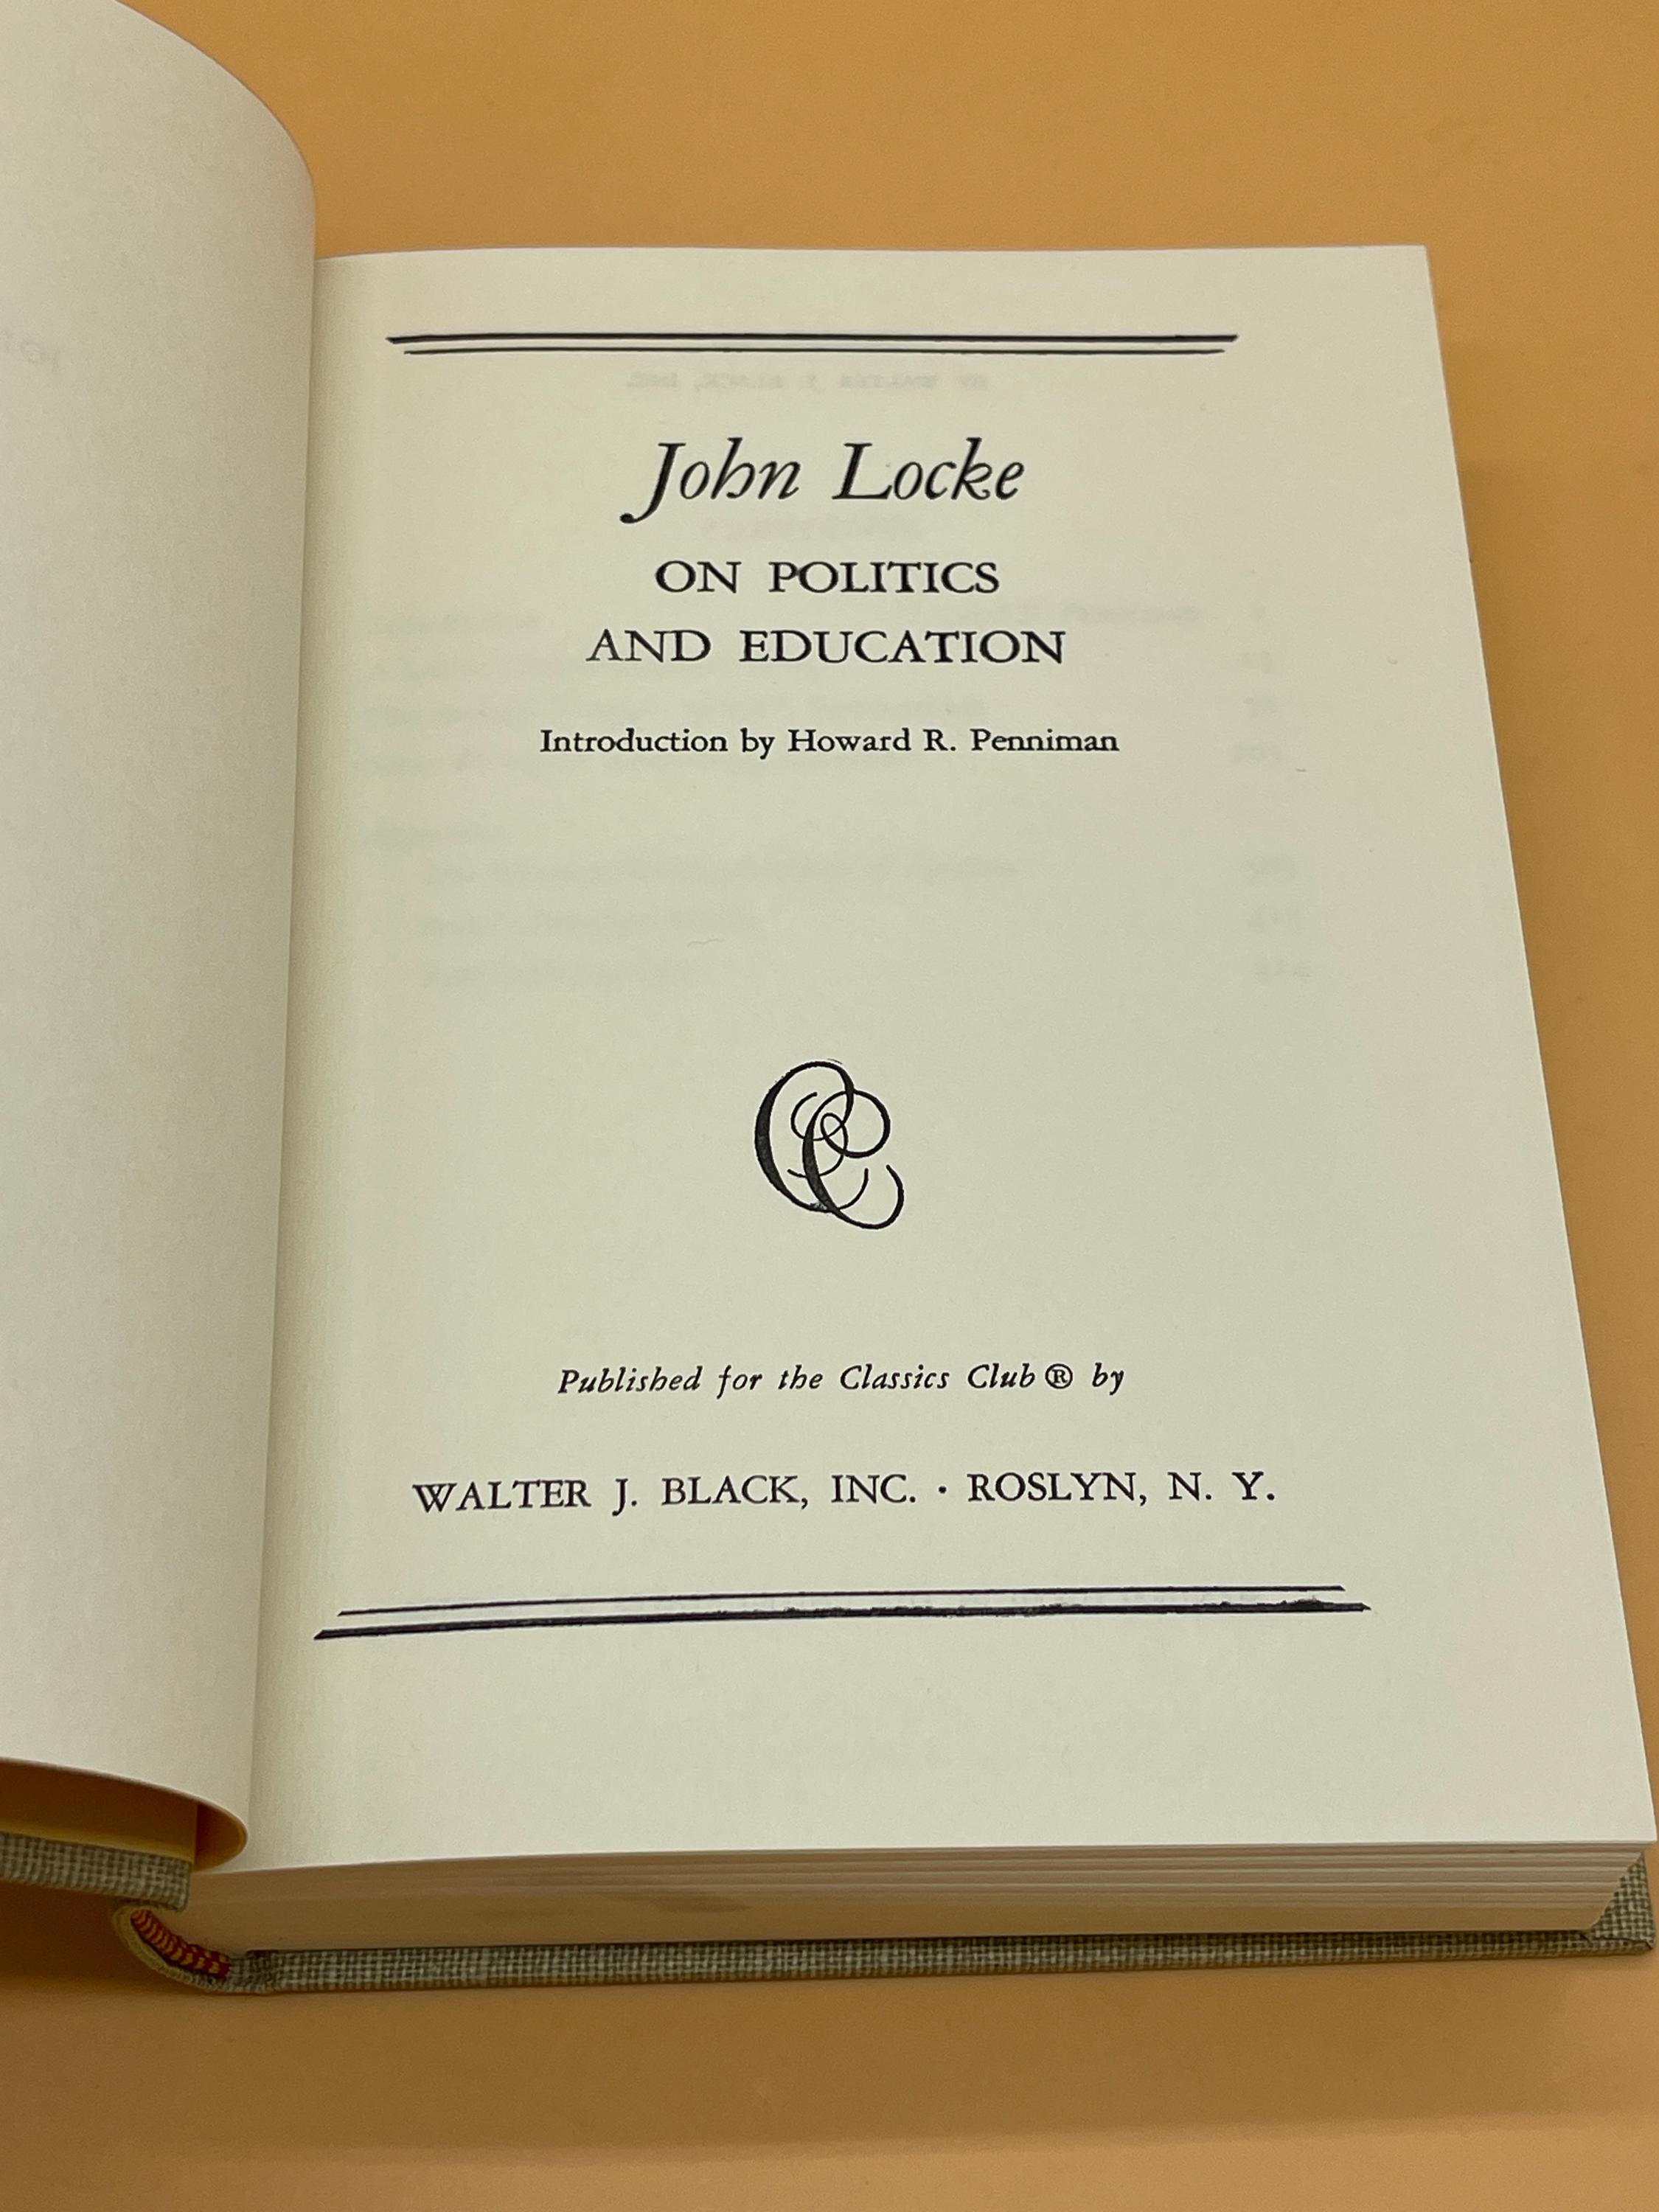 John Locke
ON POLITICS
AND EDUCATION
Introduction by Howard R. Penniman
CC
Published for the Classics Club ® by
WALTER J. BLACK, INC. · ROSLYN, N. Y.